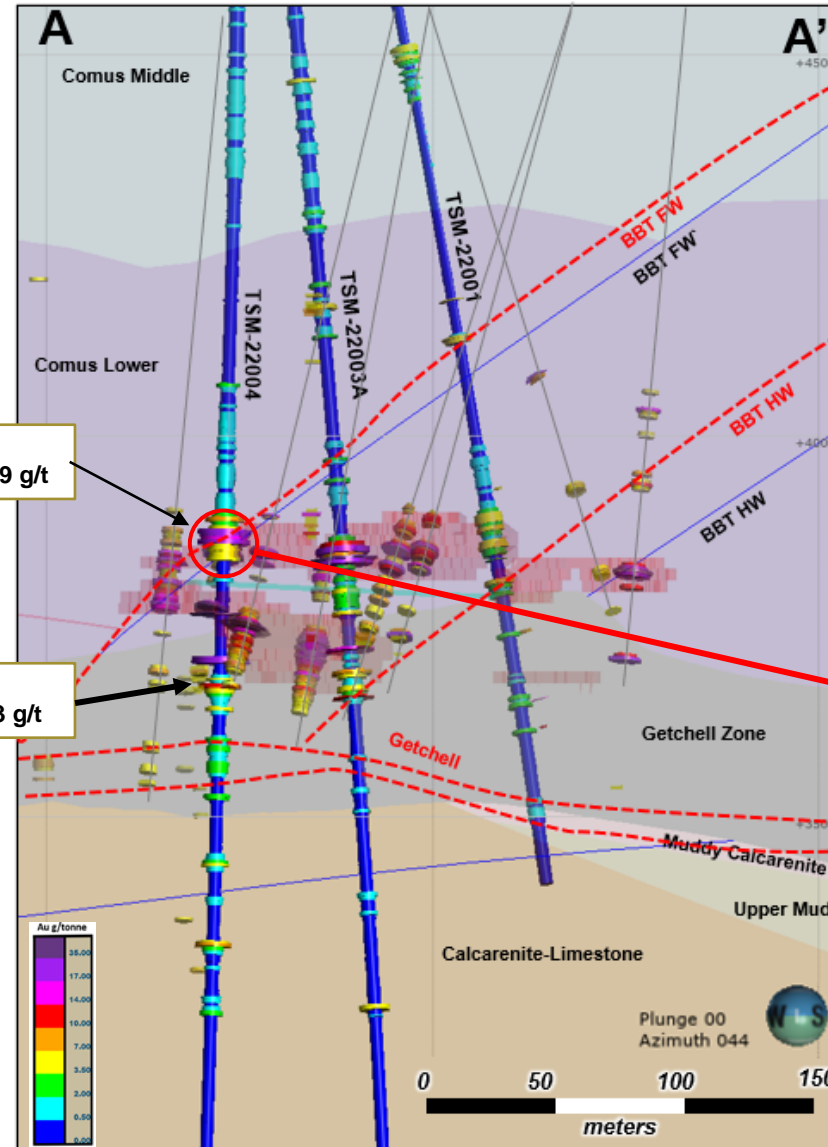 A
A'
Comus Middle
+450
TSM-22001
BBT FW
BBT FW
TSM-22004
TSM-22003A
Comus Lower
BBT HW
+400
BBT HW
9 g/t
Getchell Zone
3 g/t
Getchell
+350
Muddy Calcarenite
Upper Mud
Calcarenite-Limestone
Au g/tonne
35.00
17.00
14.00
10.00
7.00
3.50
2.00
0.50
0.00
W
S
Plunge 00
Azimuth 044
0 50 100 150
meters